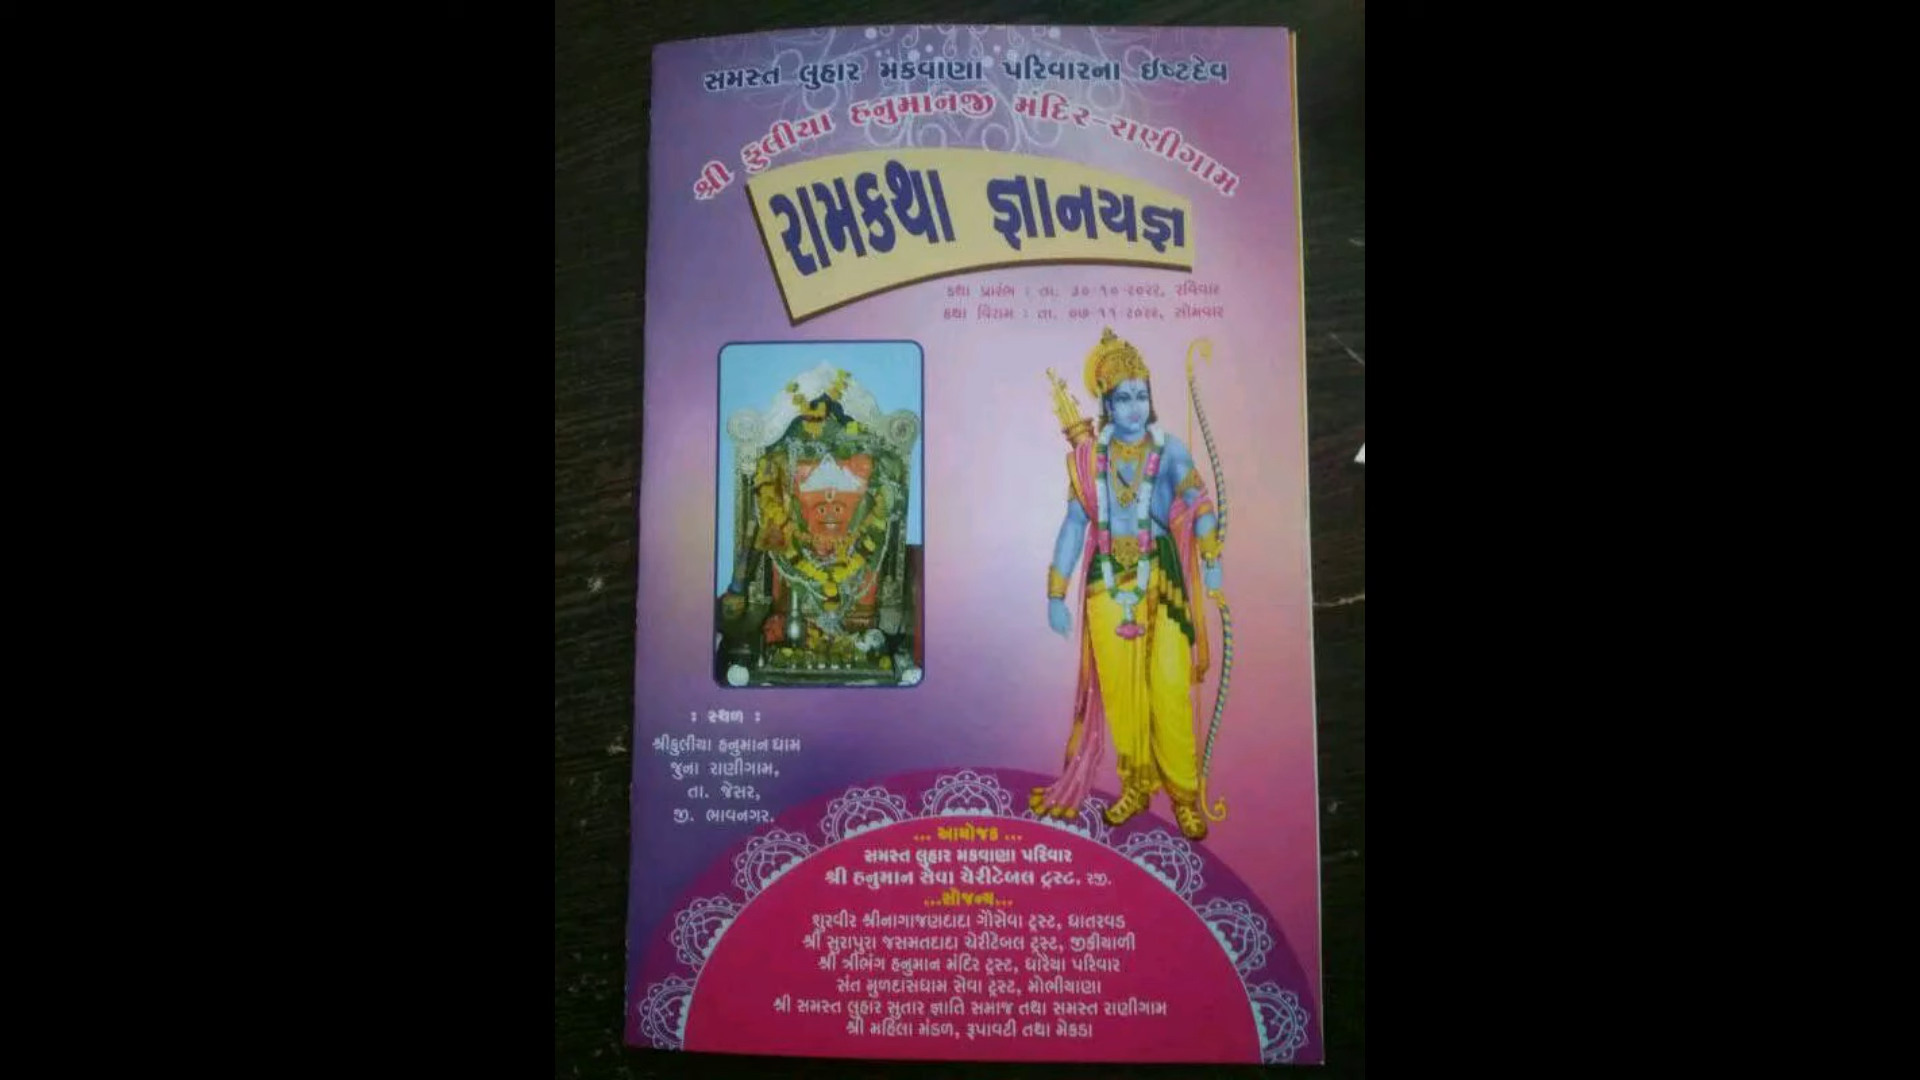 સમસ્ત લુહાર મકવાણા પરિવારના ઇષ્ટદેવ
શ્રી ફુલીયા હનુમાનજી મંદિર-રાણીગામ
રામકથા જ્ઞાનયજ્ઞ
કથા પ્રારંભ : તા. ૩૦-૧૦-૨૦૨૨, રવિવાર
કથા વિરામ : તા. ૦૭-૧૧-૨૦૨૨, સોમવાર
: સ્થળ :
શ્રીફુલીયા હનુમાન ધામ
જુના રાણીગામ,
તા. જેસર,
જી. ભાવનગર.
... આયોજક ...
સમસ્ત લુહાર મકવાણા પરિવાર
શ્રી હનુમાન સેવા ચેરીટેબલ ટ્રસ્ટ, રજી.
...સૌજન્ય...
શુરવીર શ્રીનાગાજણદાદા ગૌસેવા ટ્રસ્ટ, ધાતરવડ
શ્રી સુરાપુરા જસમતદાદા ચેરીટેબલ ટ્રસ્ટ, જીકીયાળી
શ્રી ત્રીભંગ હનુમાન મંદિર ટ્રસ્ટ, ધોરૈયા પરિવાર
સંત મુળદાસધામ સેવા ટ્રસ્ટ, મોભીયાણા
શ્રી સમસ્ત લુહાર સુતાર જ્ઞાતિ સમાજ તથા સમસ્ત રાણીગામ
શ્રી મહિલા મંડળ, રૂપાવટી તથા મેકડા